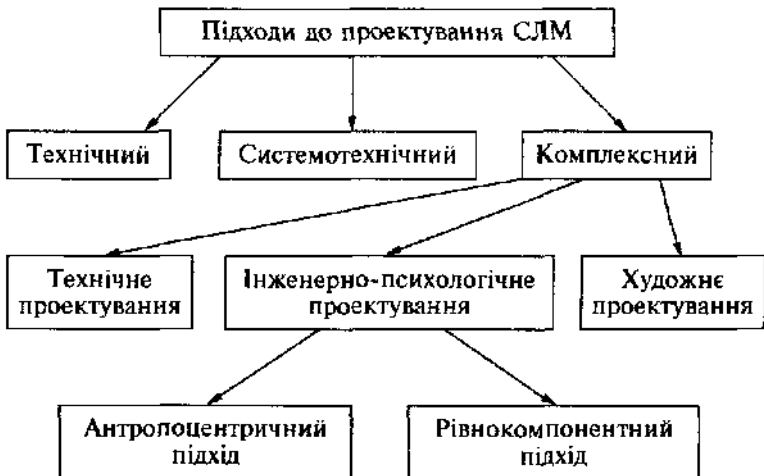 Підходи до проектування СЛМ
Технічний
Системотехнічний
Комплексний
Технічне
проектування
Інженерно-психологічне
проектування
Художнє
проектування
Антропоцентричний
підхід
Рівнокомпонентний
підхід